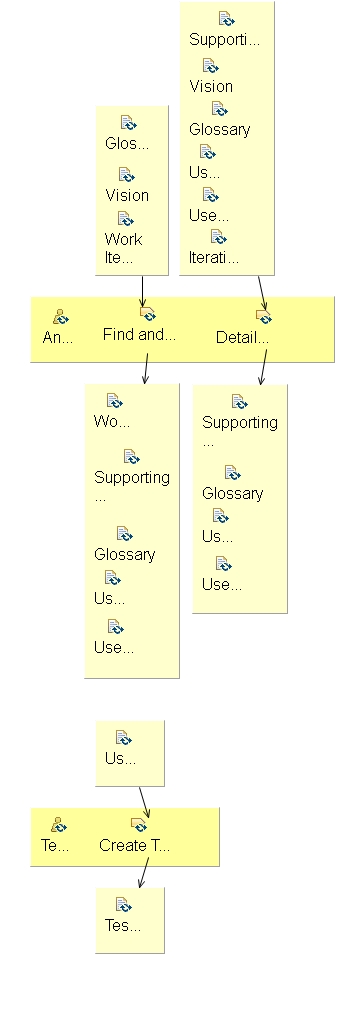 Supporti...
Vision
Glossary
Us...
Use...
Iterati...
Glos...
Vision
Work
Ite...
An...
Find and...
Detail...
Wo...
Supporting
...
Glossary
Us...
Use...
Supporting
...
Glossary
Us...
Use...
Us...
Te...
Create T...
Tes...